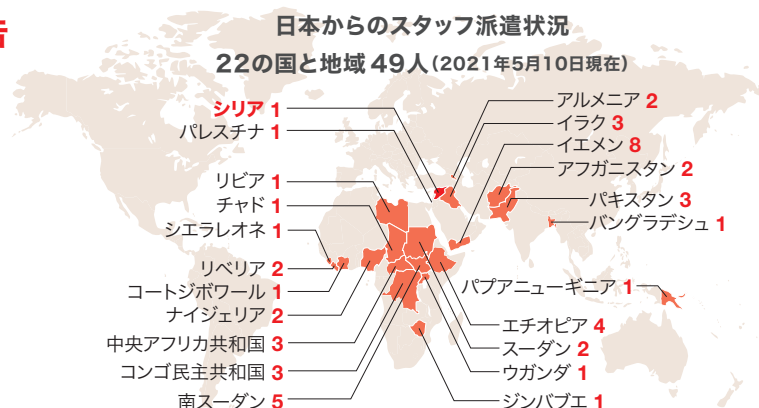 告
日本からのスタッフ派遣状況
22の国と地域 49人(2021年5月10日現在)
シリア 1
パレスチナ 1
リビア 1
チャド 1
シエラレオネ 1
リベリア 2
コートジボワール 1
ナイジェリア 2
中央アフリカ共和国 3
コンゴ民主共和国 3
南スーダン 5
アルメニア 2
イラク 3
イエメン 8
アフガニスタン 2
パキスタン 3
バングラデシュ 1
パプアニューギニア 1
エチオピア 4
スーダン 2
ウガンダ 1
ジンバブエ 1